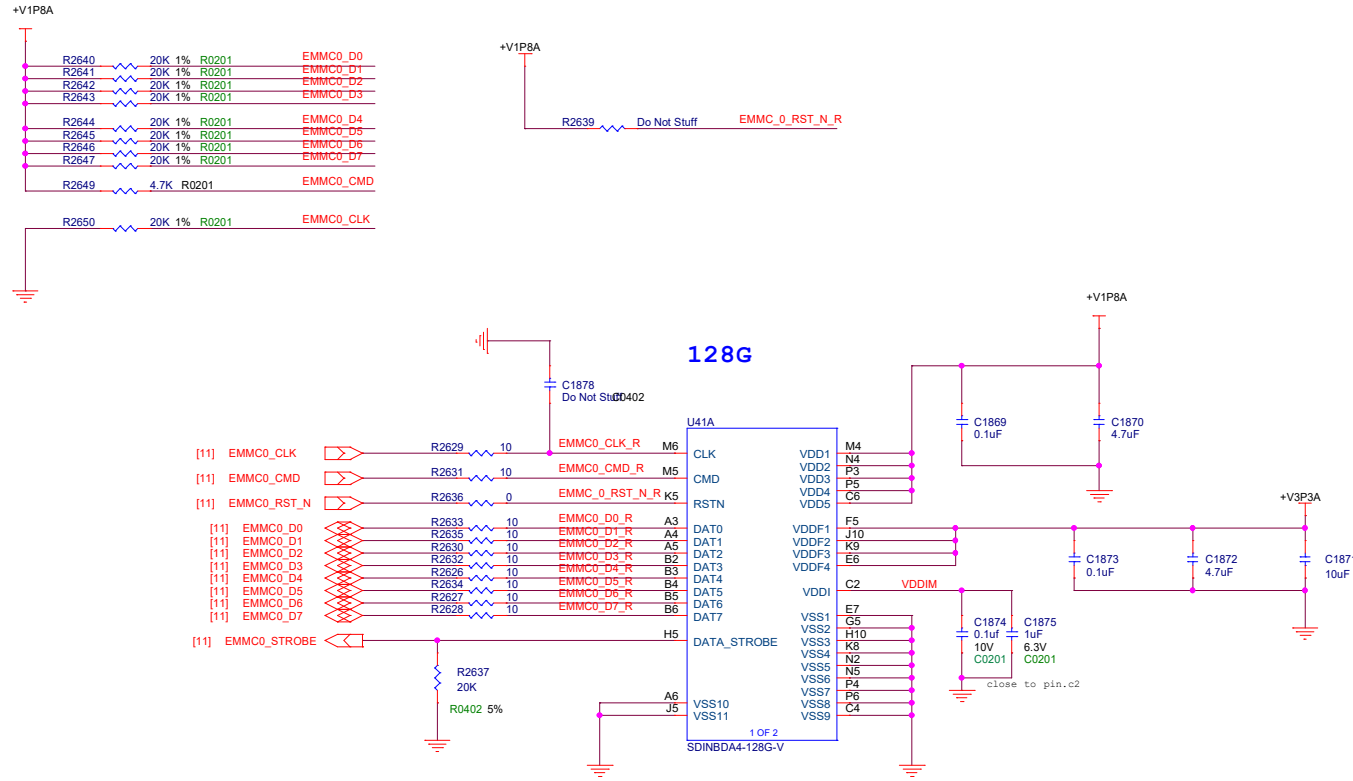 +V1P8A
R2640 20K 1% R0201 EMMC0_D0
R2641 20K 1% R0201 EMMC0_D1
R2642 20K 1% R0201 EMMC0_D2
R2643 20K 1% R0201 EMMC0_D3
R2644 20K 1% R0201 EMMC0_D4
R2645 20K 1% R0201 EMMC0_D5
R2646 20K 1% R0201 EMMC0_D6
R2647 20K 1% R0201 EMMC0_D7
R2649 4.7K R0201 EMMC0_CMD
R2650 20K 1% R0201 EMMC0_CLK
+V1P8A
R2639 Do Not Stuff EMMC_0_RST_N_R
128G
C1878
Do Not Stuff C0402
U41A
[11] EMMC0_CLK R2629 10 EMMC0_CLK_R M6 CLK
[11] EMMC0_CMD R2631 10 EMMC0_CMD_R M5 CMD
[11] EMMC0_RST_N R2636 0 EMMC_0_RST_N_R K5 RSTN
[11] EMMC0_D0 R2633 10 EMMC0_D0_R A3 DAT0
[11] EMMC0_D1 R2635 10 EMMC0_D1_R A4 DAT1
[11] EMMC0_D2 R2630 10 EMMC0_D2_R A5 DAT2
[11] EMMC0_D3 R2632 10 EMMC0_D3_R B2 DAT3
[11] EMMC0_D4 R2626 10 EMMC0_D4_R B3 DAT4
[11] EMMC0_D5 R2634 10 EMMC0_D5_R B4 DAT5
[11] EMMC0_D6 R2627 10 EMMC0_D6_R B5 DAT6
[11] EMMC0_D7 R2628 10 EMMC0_D7_R B6 DAT7
[11] EMMC0_STROBE H5 DATA_STROBE
R2637
20K
R0402 5%
A6 VSS10
J5 VSS11
VDD1 M4
VDD2 N4
VDD3 P3
VDD4 P5
VDD5 C6
VDDF1 F5
VDDF2 J10
VDDF3 K9
VDDF4 E6
VDDI C2 VDDIM
VSS1 E7
VSS2 G5
VSS3 H10
VSS4 K8
VSS5 N2
VSS6 N5
VSS7 P4
VSS8 P6
VSS9 C4
1 OF 2
SDINBDA4-128G-V
+V1P8A
C1869
0.1uF
C1870
4.7uF
+V3P3A
C1873
0.1uF
C1872
4.7uF
C1871
10uF
C1874
0.1uf
10V
C0201
C1875
1uF
6.3V
C0201
close to pin.c2